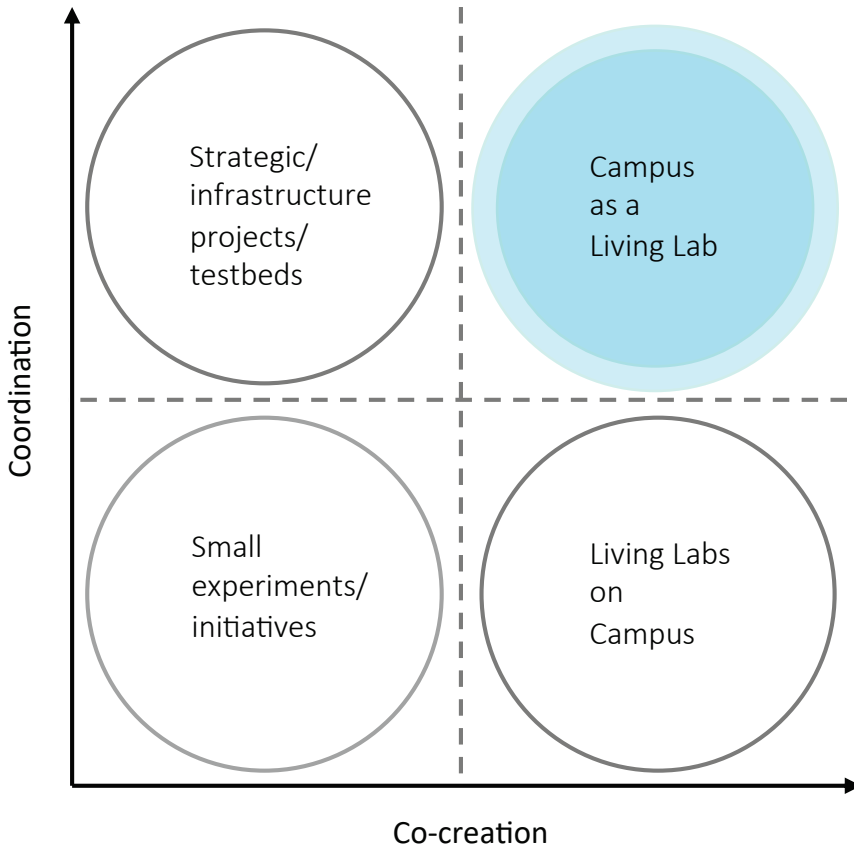 Coordination
Strategic/
infrastructure
projects/
testbeds
Campus
as a
Living Lab
Small
experiments/
initiatives
Living Labs
on
Campus
Co-creation